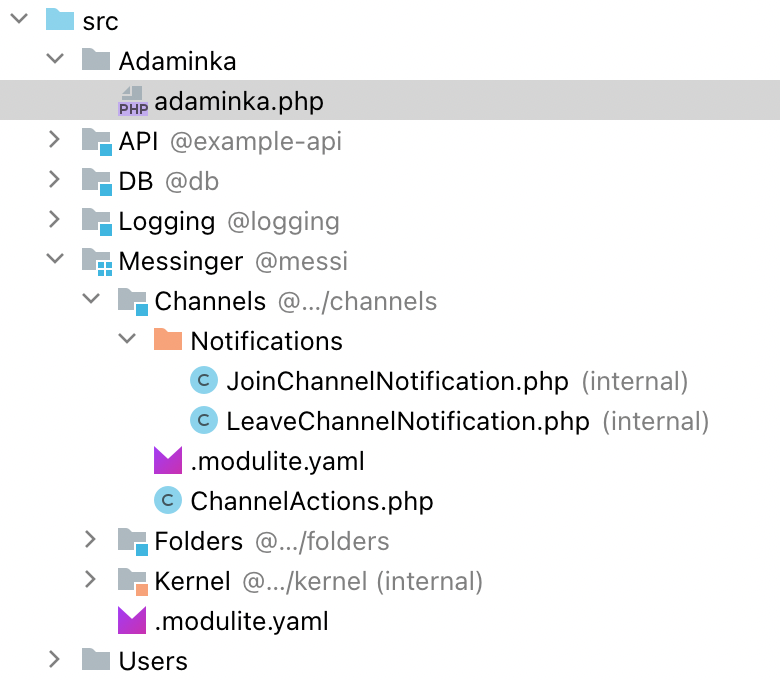 src
Adaminka
PHP adaminka.php
API @example-api
DB @db
Logging @logging
Messinger @messi
Channels @.../channels
Notifications
C JoinChannelNotification.php (internal)
C LeaveChannelNotification.php (internal)
.modulite.yaml
C ChannelActions.php
Folders @.../folders
Kernel @.../kernel (internal)
.modulite.yaml
Users